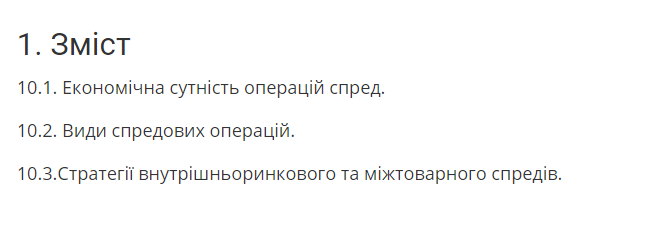 1. Зміст
10.1. Економічна сутність операцій спред.
10.2. Види спредових операцій.
10.3.Стратегії внутрішньоринкового та міжтоварного спредів.